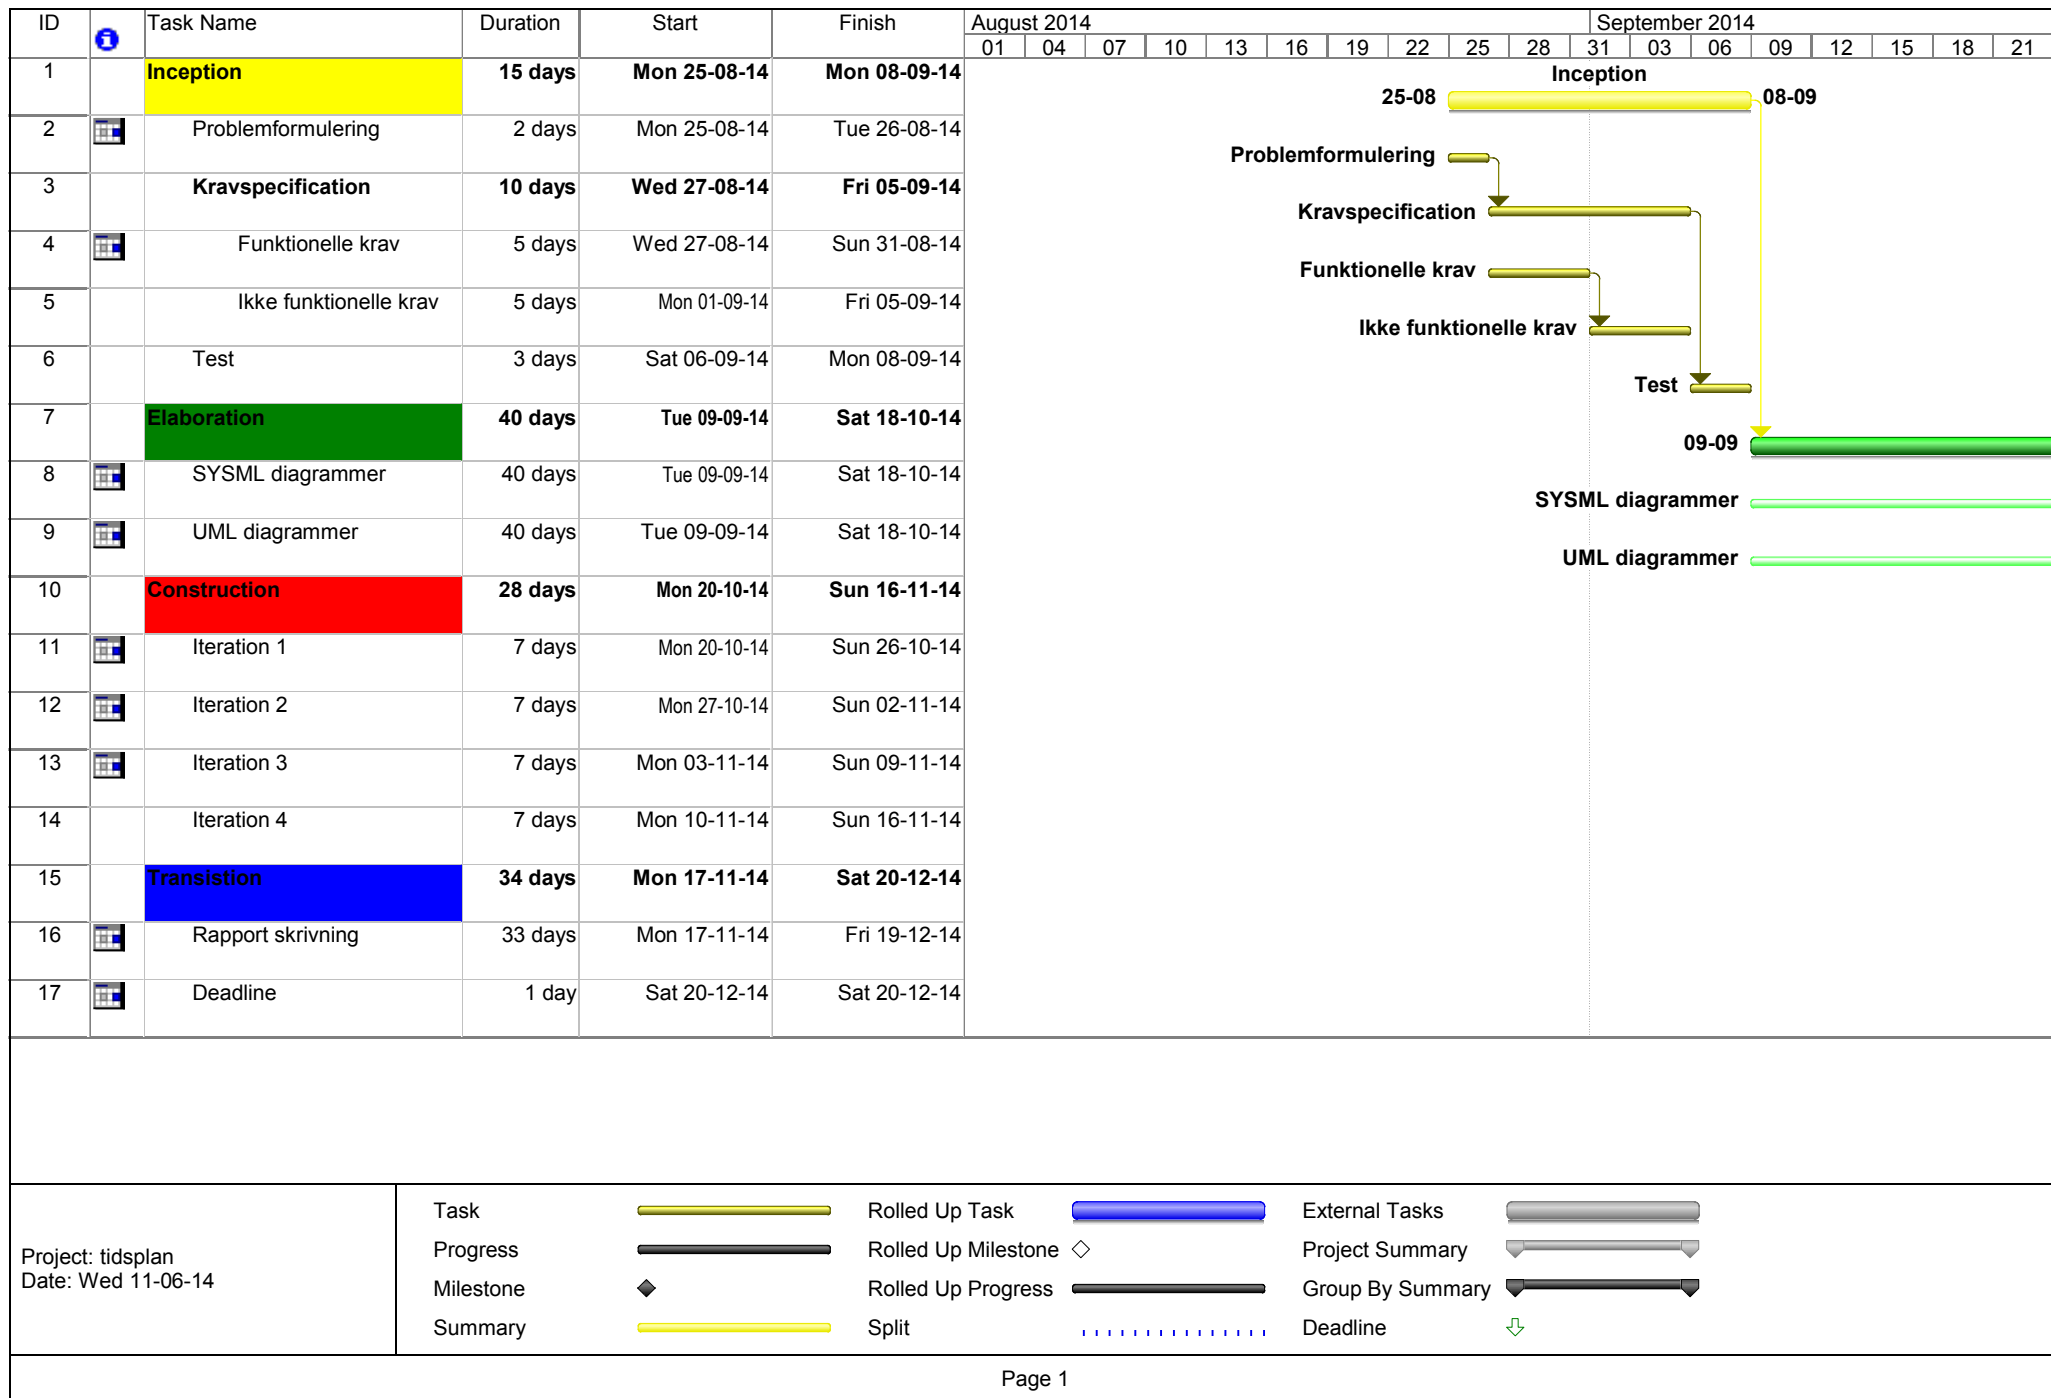 ID Task Name Duration Start Finish August 2014 September 2014
01 04 07 10 13 16 19 22 25 28 31 03 06 09 12 15 18 21
1 Inception 15 days Mon 25-08-14 Mon 08-09-14 Inception
25-08 08-09
2 Problemformulering 2 days Mon 25-08-14 Tue 26-08-14
Problemformulering
3 Kravspecification 10 days Wed 27-08-14 Fri 05-09-14
Kravspecification
4 Funktionelle krav 5 days Wed 27-08-14 Sun 31-08-14
Funktionelle krav
5 Ikke funktionelle krav 5 days Mon 01-09-14 Fri 05-09-14
Ikke funktionelle krav
6 Test 3 days Sat 06-09-14 Mon 08-09-14
Test
7 Elaboration 40 days Tue 09-09-14 Sat 18-10-14
09-09
8 SYSML diagrammer 40 days Tue 09-09-14 Sat 18-10-14
SYSML diagrammer
9 UML diagrammer 40 days Tue 09-09-14 Sat 18-10-14
UML diagrammer
10 Construction 28 days Mon 20-10-14 Sun 16-11-14
11 Iteration 1 7 days Mon 20-10-14 Sun 26-10-14
12 Iteration 2 7 days Mon 27-10-14 Sun 02-11-14
13 Iteration 3 7 days Mon 03-11-14 Sun 09-11-14
14 Iteration 4 7 days Mon 10-11-14 Sun 16-11-14
15 Transistion 34 days Mon 17-11-14 Sat 20-12-14
16 Rapport skrivning 33 days Mon 17-11-14 Fri 19-12-14
17 Deadline 1 day Sat 20-12-14 Sat 20-12-14
Project: tidsplan
Date: Wed 11-06-14
Task
Progress
Milestone
Summary
Rolled Up Task
Rolled Up Milestone
Rolled Up Progress
Split
External Tasks
Project Summary
Group By Summary
Deadline
Page 1